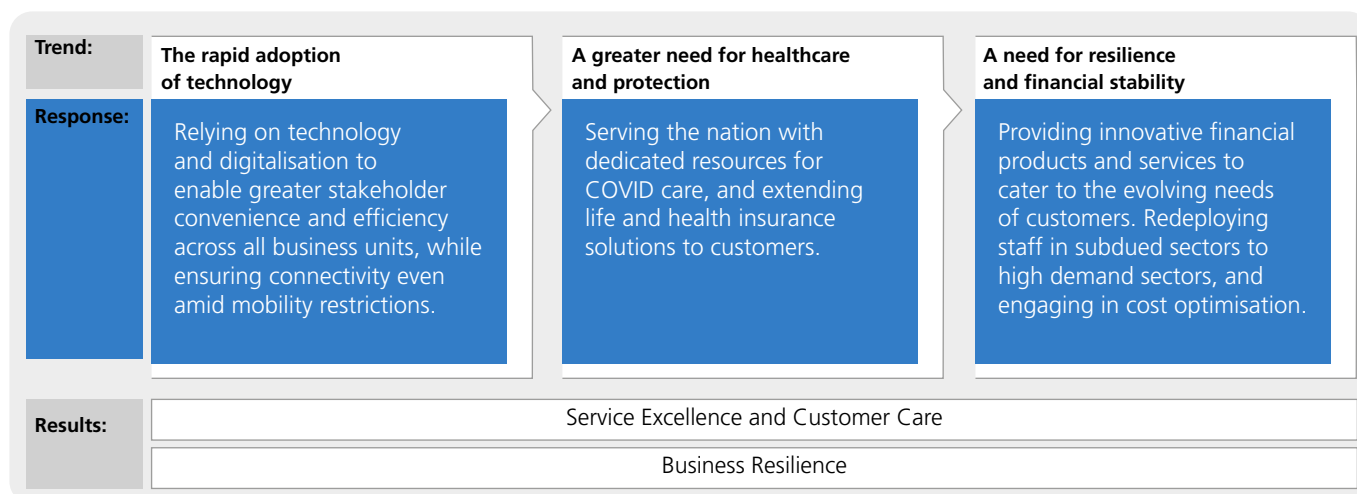 Trend:
The rapid adoption
of technology
A greater need for healthcare
and protection
A need for resilience
and financial stability
Response:
Relying on technology
and digitalisation to
enable greater stakeholder
convenience and efficiency
across all business units, while
ensuring connectivity even
amid mobility restrictions.
Serving the nation with
dedicated resources for
COVID care, and extending
life and health insurance
solutions to customers.
Providing innovative financial
products and services to
cater to the evolving needs
of customers. Redeploying
staff in subdued sectors to
high demand sectors, and
engaging in cost optimisation.
Results:
Service Excellence and Customer Care
Business Resilience